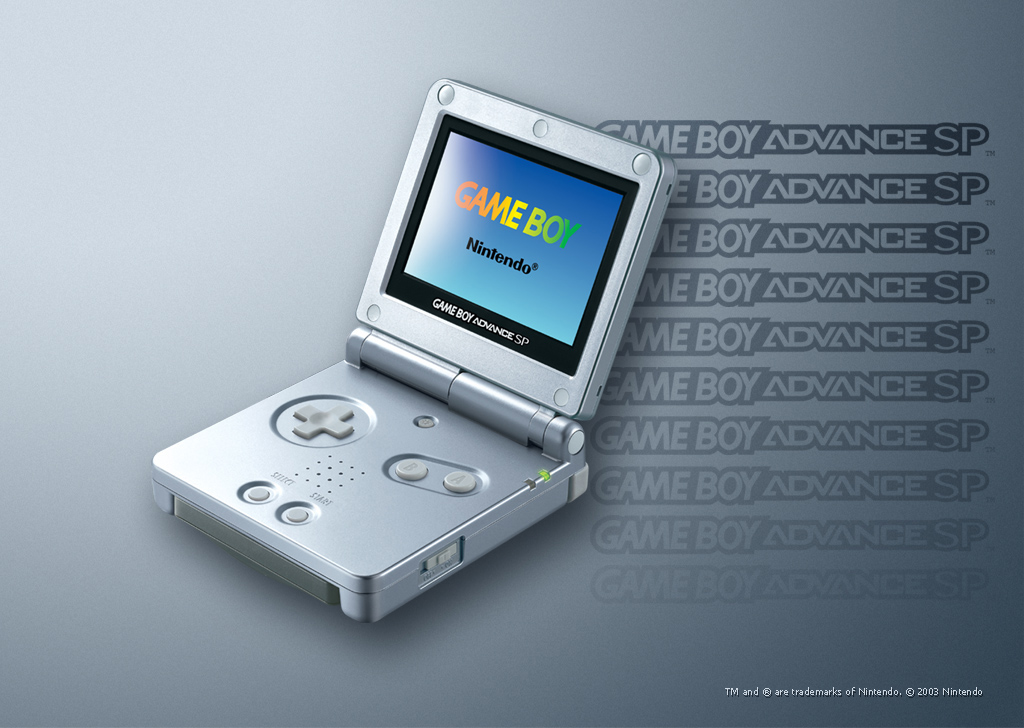 GAME BOY
Nintendo®
GAME BOY ADVANCE SP
SELECT
START
B
A
GAME BOY ADVANCE SP™
GAME BOY ADVANCE SP™
GAME BOY ADVANCE SP™
GAME BOY ADVANCE SP™
GAME BOY ADVANCE SP™
GAME BOY ADVANCE SP™
GAME BOY ADVANCE SP™
GAME BOY ADVANCE SP™
GAME BOY ADVANCE SP
GAME BOY ADVANCE SP
TM and ® are trademarks of Nintendo. © 2003 Nintendo